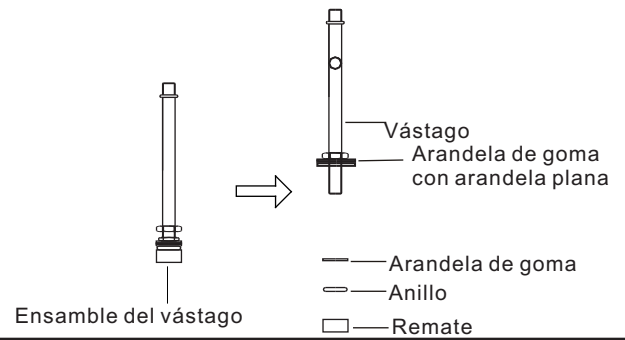 Vástago
Arandela de goma
con arandela plana
Arandela de goma
Anillo
Ensamble del vástago
Remate